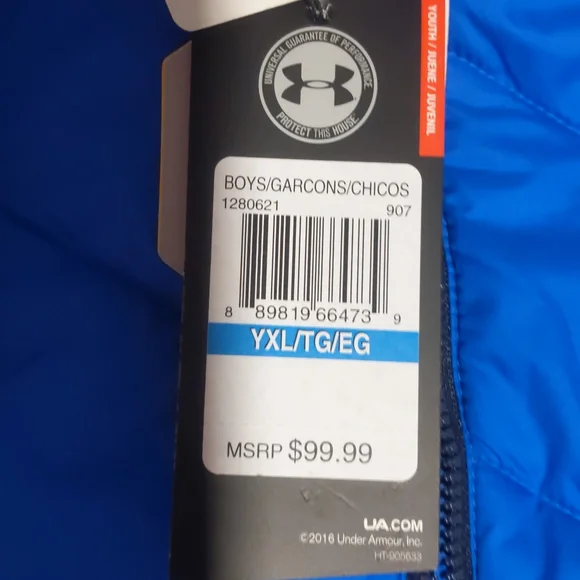 UNIVERSAL GUARANTEE OF PERFORMANCE
PROTECT THIS HOUSE
YOUTH / JUENE / JUVENIL
BOYS/GARCONS/CHICOS
1280621 907
8 89819 66473 9
YXL/TG/EG
MSRP $99.99
UA.COM
©2016 Under Armour, Inc.
HT-905633